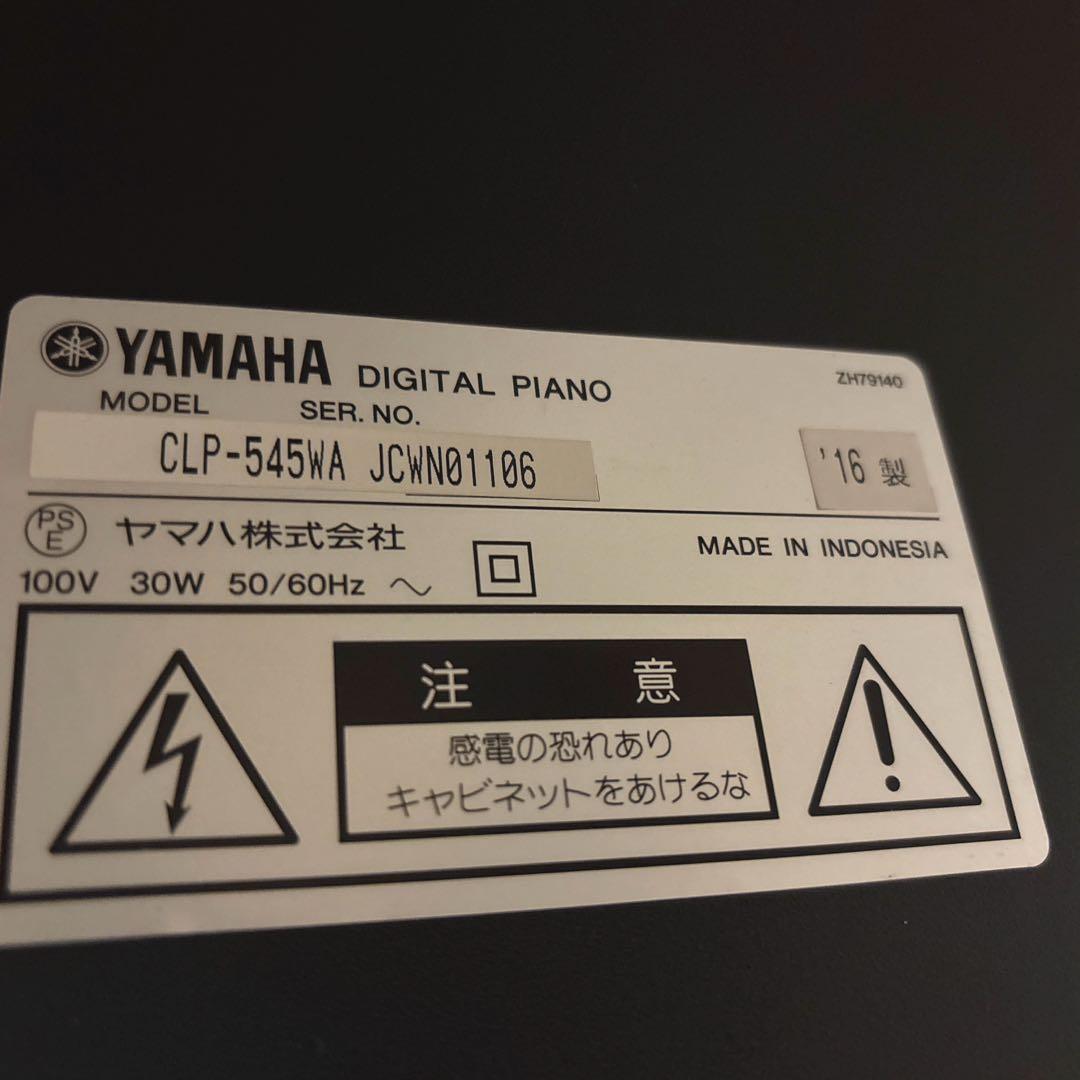 YAMAHA DIGITAL PIANO
ZH79140
MODEL SER. NO.
CLP-545WA JCWN01106
'16 製
PSE ヤマハ株式会社
MADE IN INDONESIA
100V 30W 50/60Hz ～
注 意
感電の恐れあり
キャビネットをあけるな